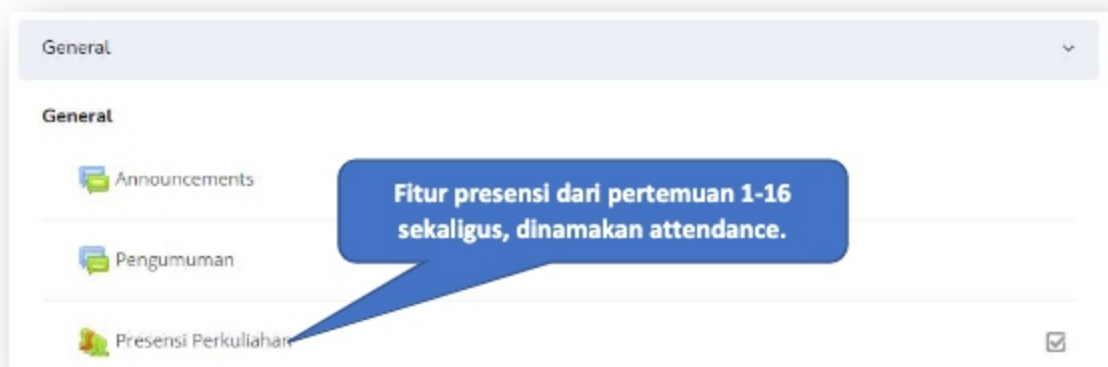 General
General
Announcements
Fitur presensi dari pertemuan 1-16
sekaligus, dinamakan attendance.
Pengumuman
Presensi Perkuliahan